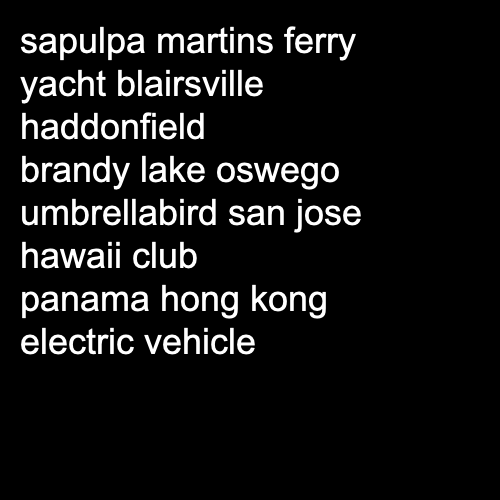 sapulpa martins ferry
yacht blairsville
haddonfield
brandy lake oswego
umbrellabird san jose
hawaii club
panama hong kong
electric vehicle